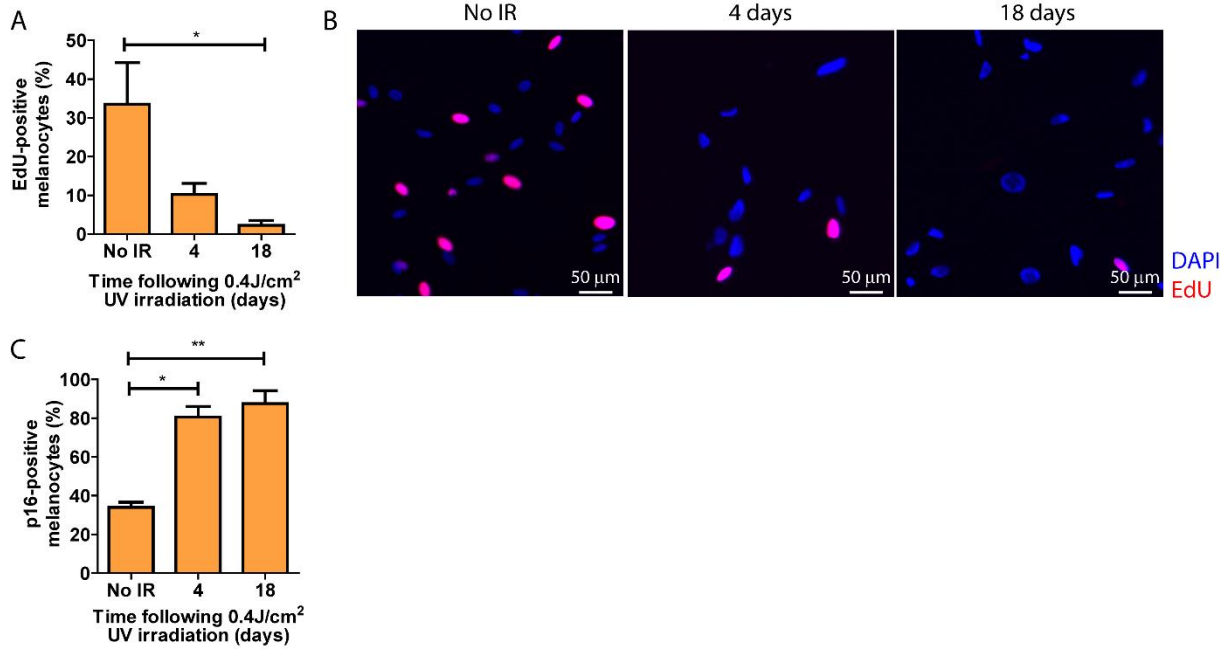 A
*
50
40
30
20
10
0
EdU-positive
melanocytes (%)
No IR 4 18
Time following 0.4J/cm²
UV irradiation (days)
B
No IR 4 days 18 days
50 µm 50 µm 50 µm
DAPI
EdU
C
**
*
100
80
60
40
20
0
p16-positive
melanocytes (%)
No IR 4 18
Time following 0.4J/cm²
UV irradiation (days)